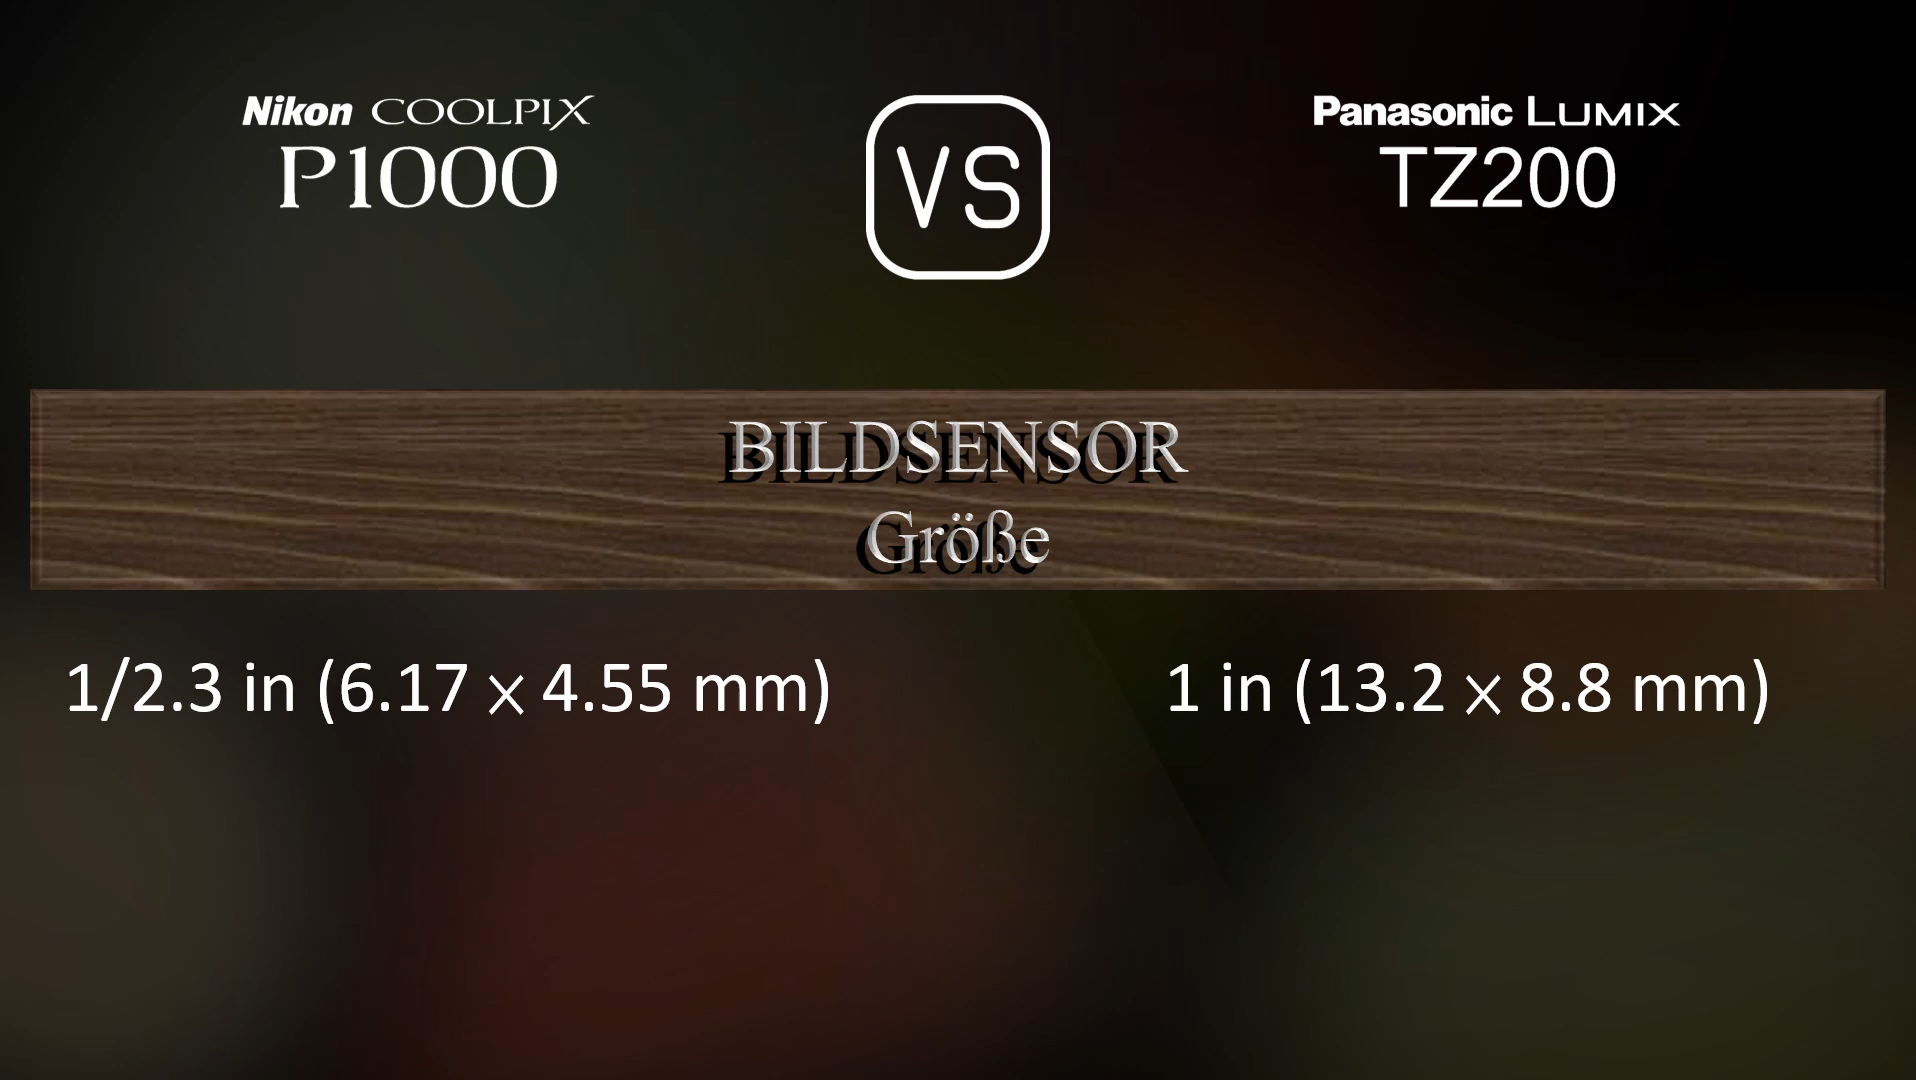 Nikon COOLPIX
P1000
VS
Panasonic LUMIX
TZ200
BILDSENSOR
Größe
1/2.3 in (6.17 x 4.55 mm)
1 in (13.2 x 8.8 mm)